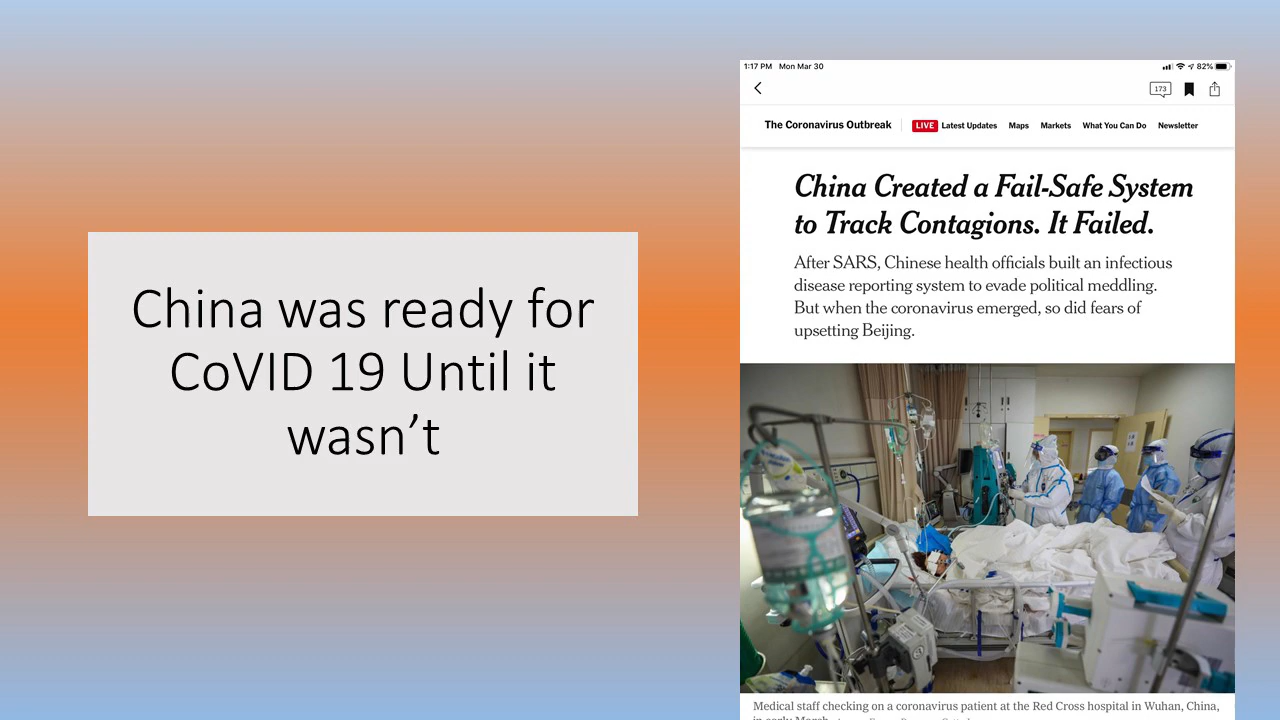 China was ready for
CoVID 19 Until it
wasn’t
1:17 PM Mon Mar 30
82%
173
The Coronavirus Outbreak
LIVE Latest Updates Maps Markets What You Can Do Newsletter
China Created a Fail-Safe System
to Track Contagions. It Failed.
After SARS, Chinese health officials built an infectious
disease reporting system to evade political meddling.
But when the coronavirus emerged, so did fears of
upsetting Beijing.
Medical staff checking on a coronavirus patient at the Red Cross hospital in Wuhan, China,
in early March.